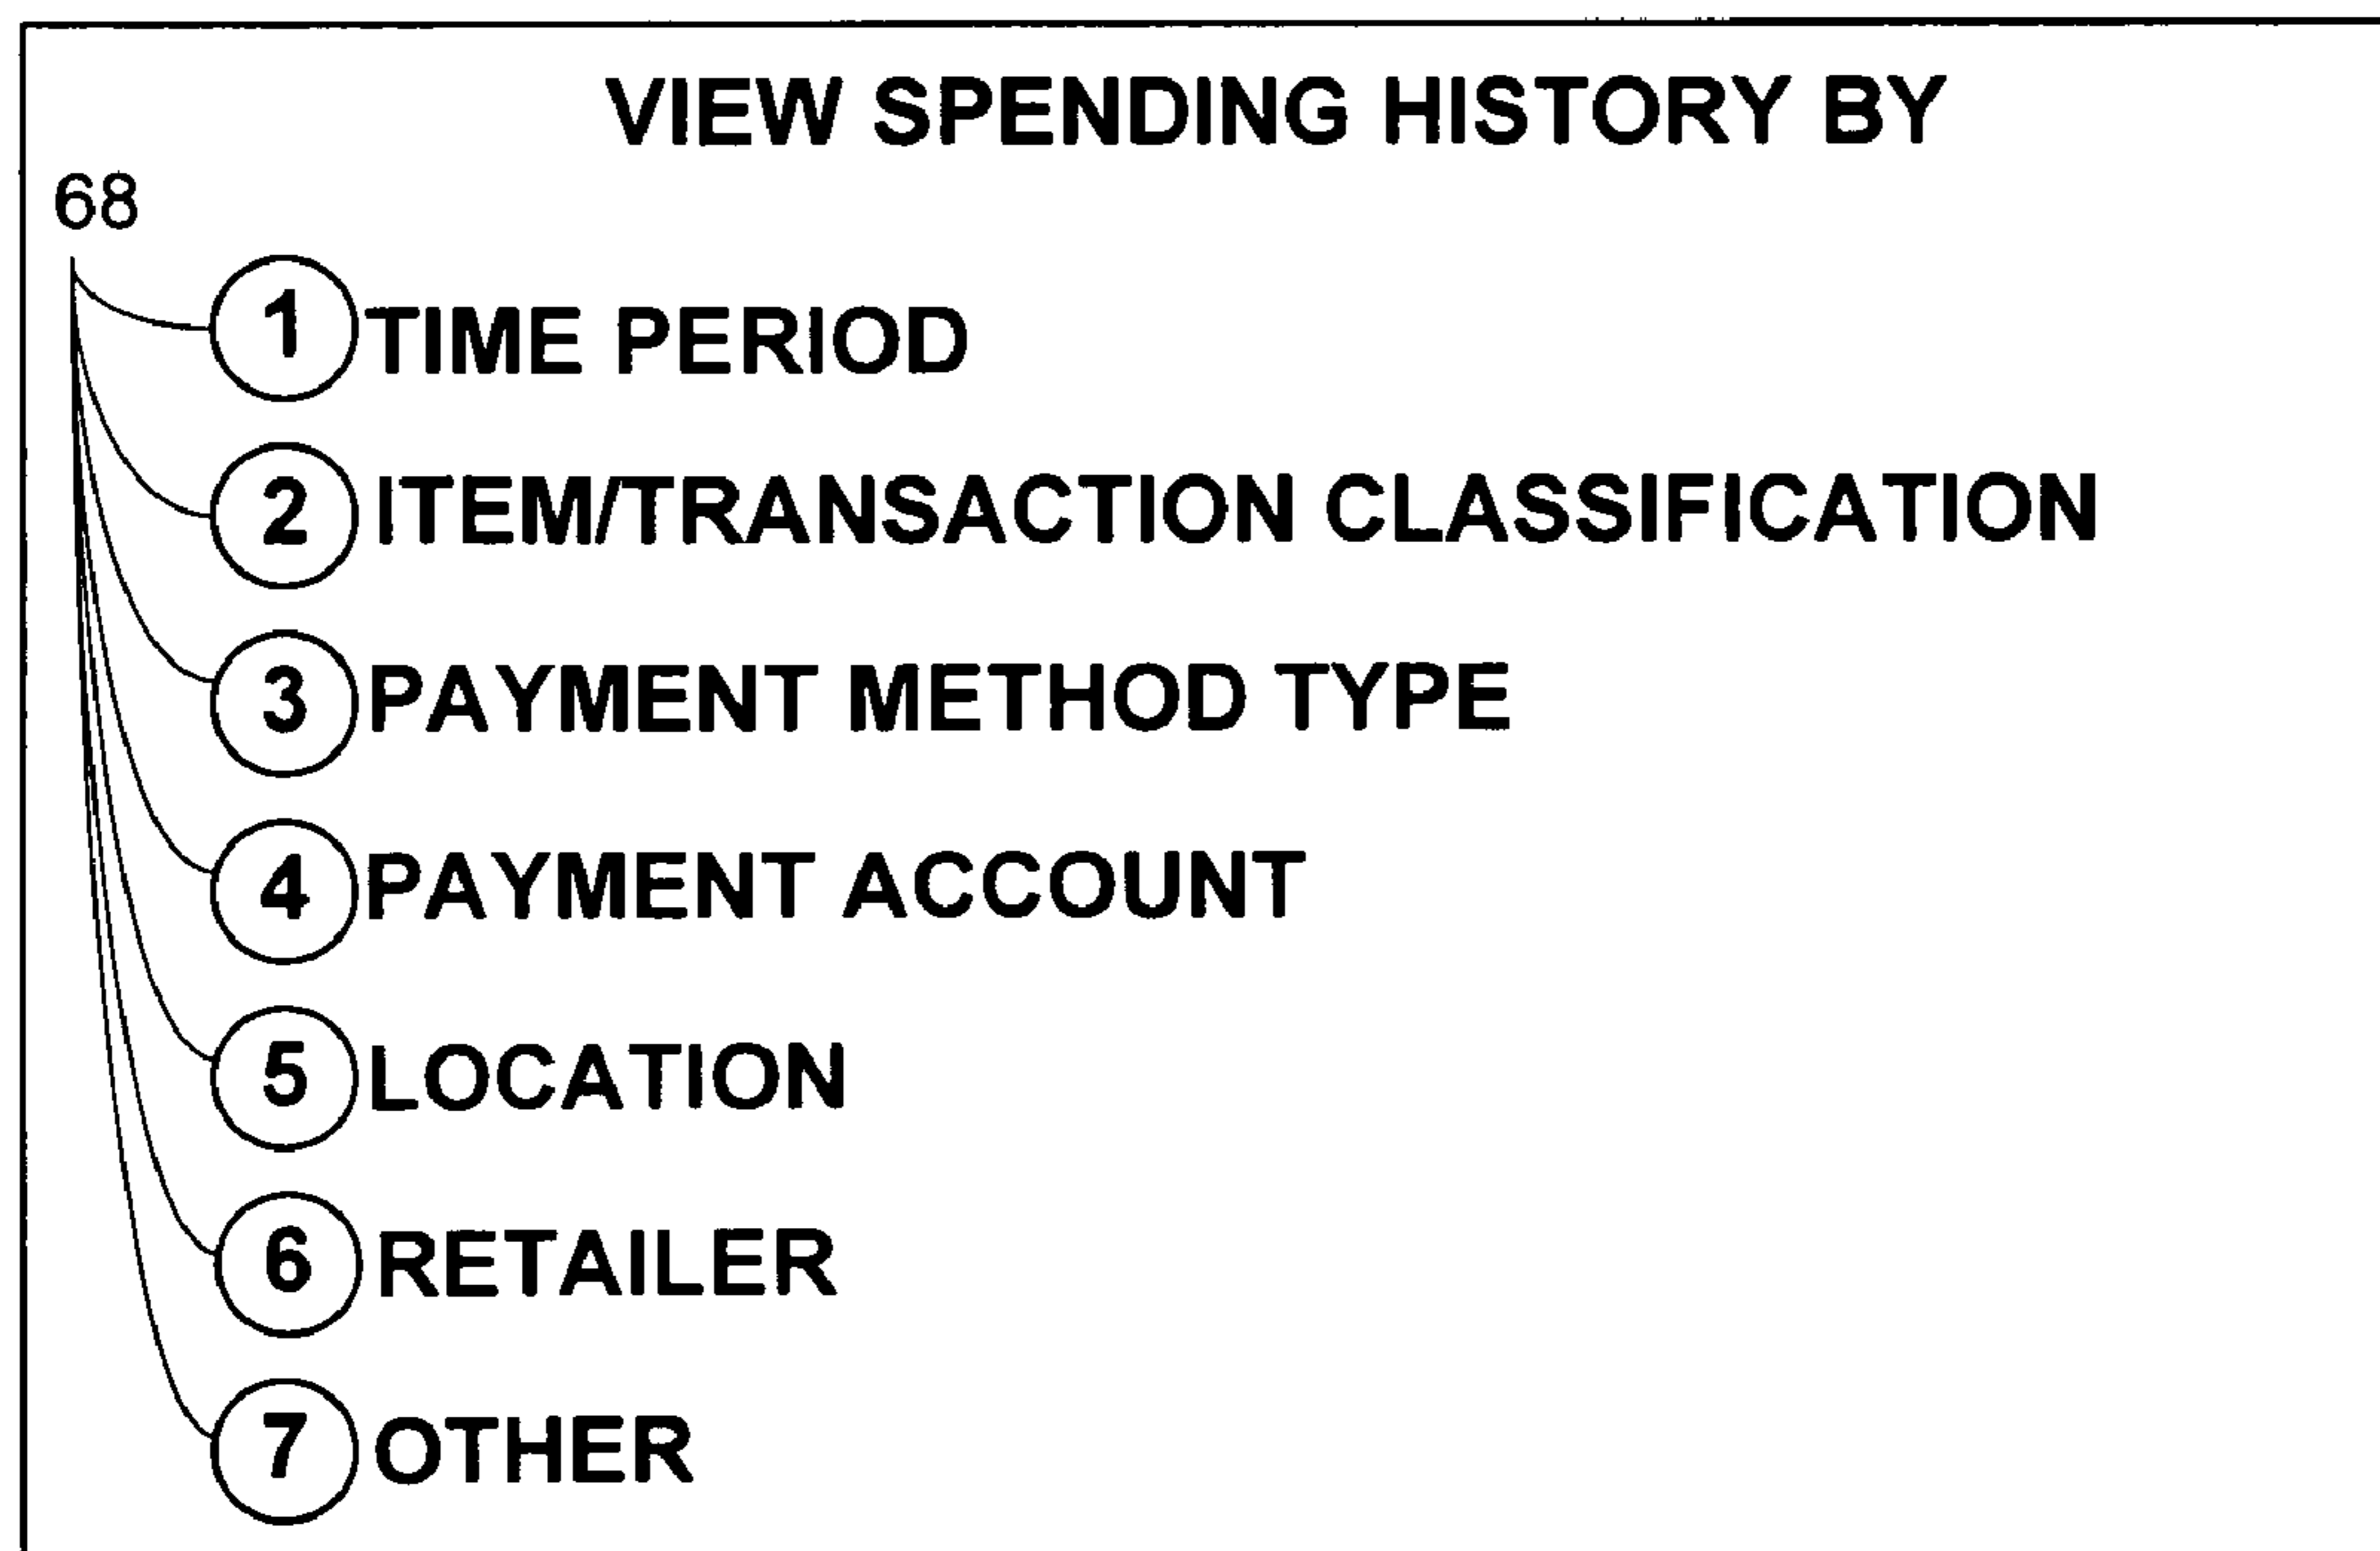 VIEW SPENDING HISTORY BY
68
1 TIME PERIOD
2 ITEM/TRANSACTION CLASSIFICATION
3 PAYMENT METHOD TYPE
4 PAYMENT ACCOUNT
5 LOCATION
6 RETAILER
7 OTHER